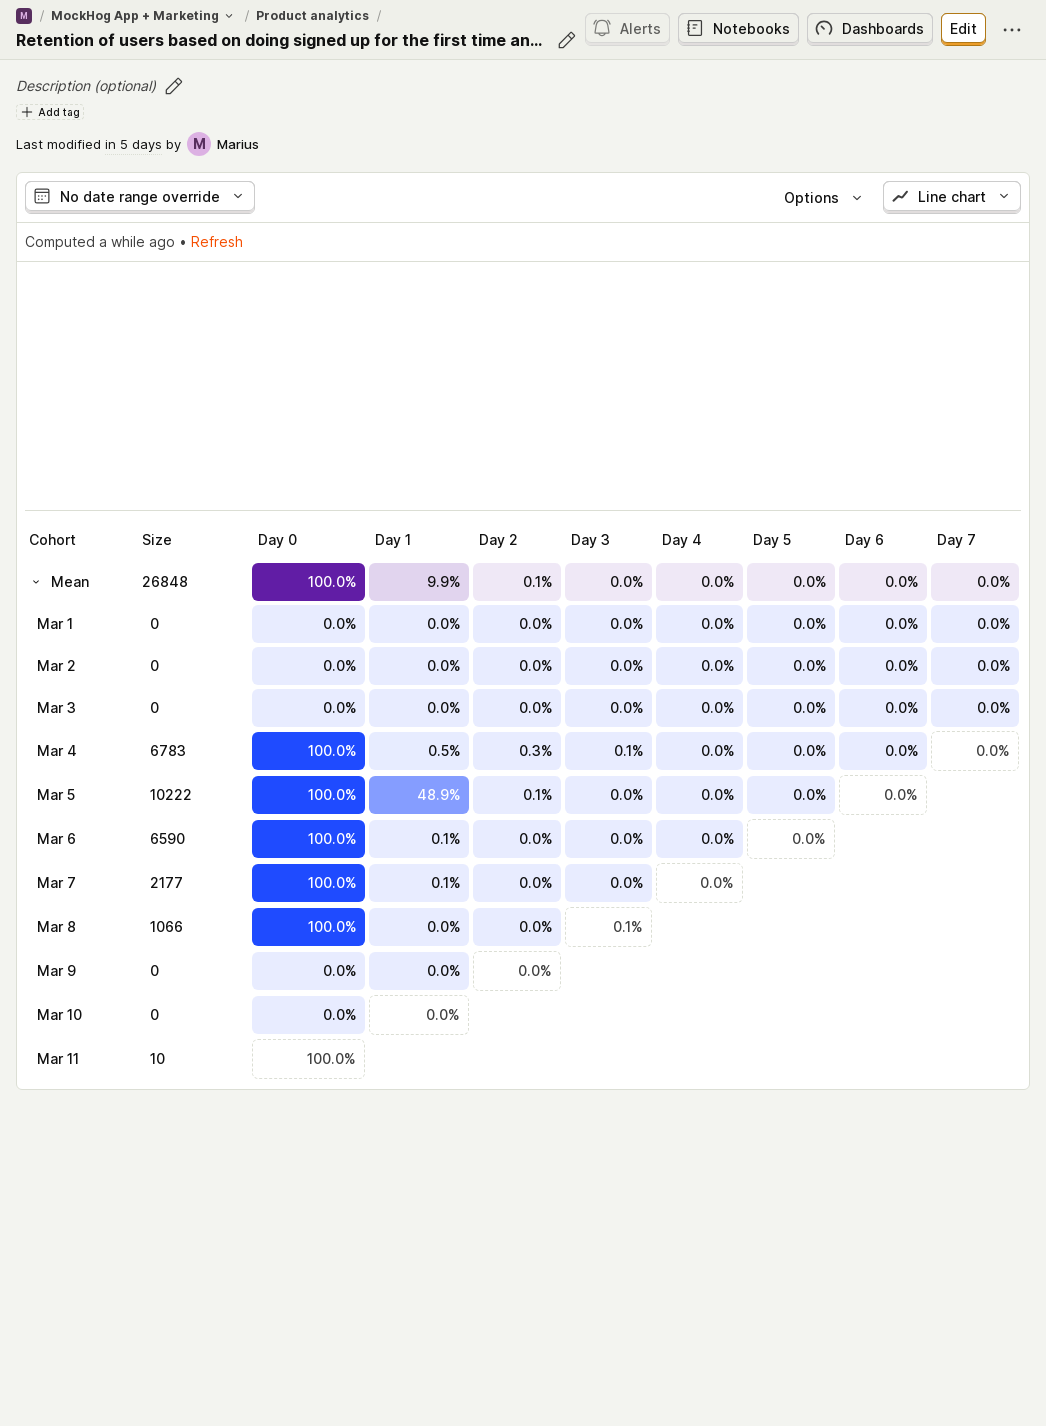 M / MockHog App + Marketing / Product analytics /
Retention of users based on doing signed up for the first time an...
Alerts Notebooks Dashboards Edit
Description (optional)
Add tag
Last modified in 5 days by M Marius
No date range override Options Line chart
Computed a while ago • Refresh
Cohort Size Day 0 Day 1 Day 2 Day 3 Day 4 Day 5 Day 6 Day 7
Mean 26848 100.0% 9.9% 0.1% 0.0% 0.0% 0.0% 0.0% 0.0%
Mar 1 0 0.0% 0.0% 0.0% 0.0% 0.0% 0.0% 0.0% 0.0%
Mar 2 0 0.0% 0.0% 0.0% 0.0% 0.0% 0.0% 0.0% 0.0%
Mar 3 0 0.0% 0.0% 0.0% 0.0% 0.0% 0.0% 0.0% 0.0%
Mar 4 6783 100.0% 0.5% 0.3% 0.1% 0.0% 0.0% 0.0% 0.0%
Mar 5 10222 100.0% 48.9% 0.1% 0.0% 0.0% 0.0% 0.0%
Mar 6 6590 100.0% 0.1% 0.0% 0.0% 0.0% 0.0%
Mar 7 2177 100.0% 0.1% 0.0% 0.0% 0.0%
Mar 8 1066 100.0% 0.0% 0.0% 0.1%
Mar 9 0 0.0% 0.0% 0.0%
Mar 10 0 0.0% 0.0%
Mar 11 10 100.0%